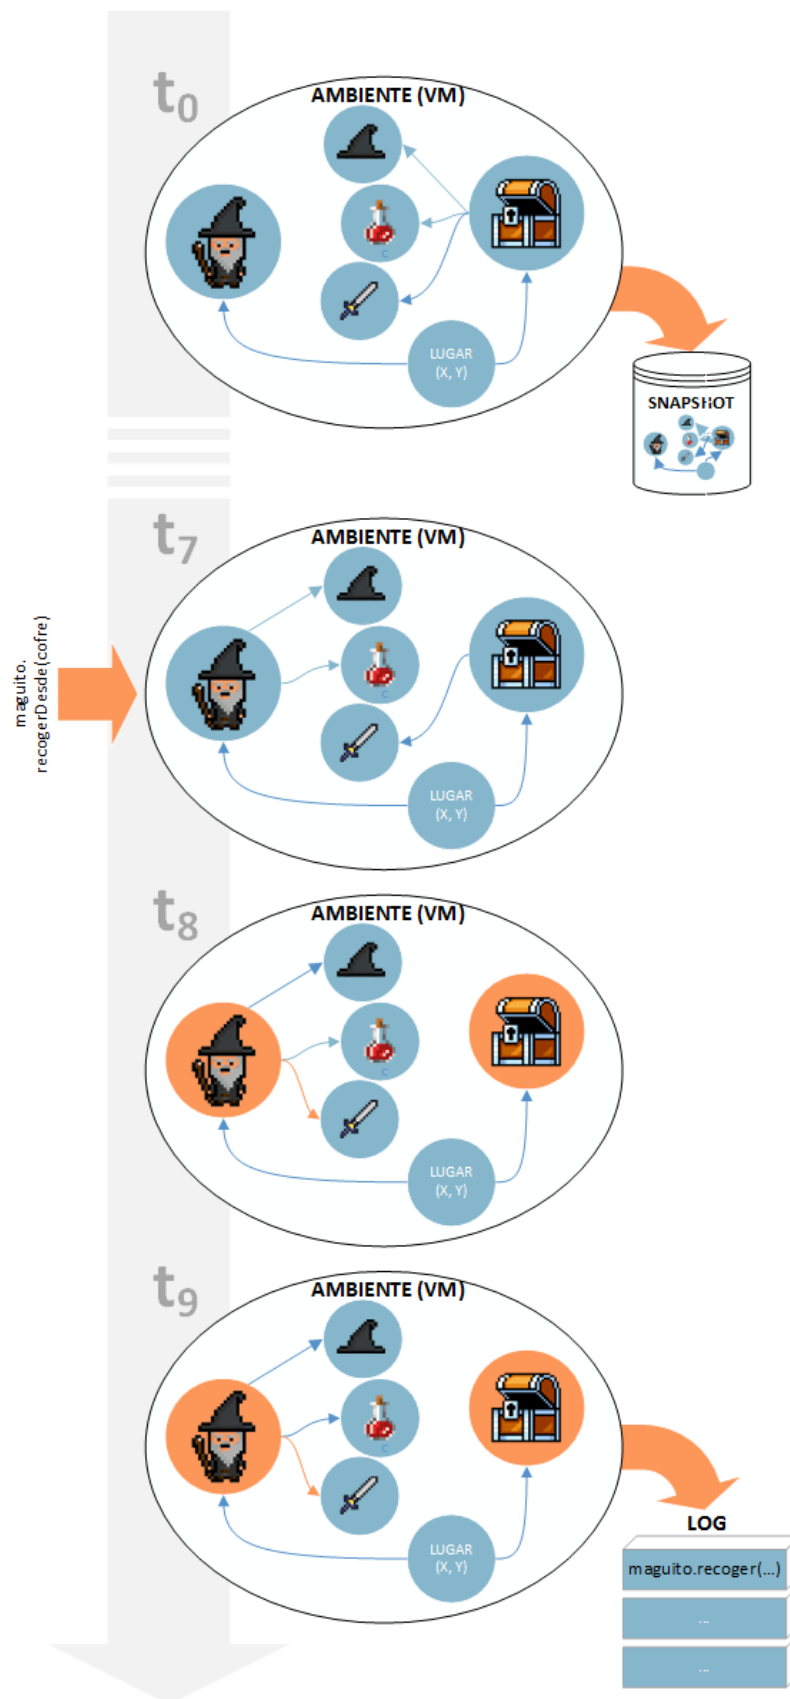 t0
AMBIENTE (VM)
C
LUGAR
(X, Y)
SNAPSHOT
t7
AMBIENTE (VM)
maguito.
recogerDesde(cofre)
C
LUGAR
(X, Y)
t8
AMBIENTE (VM)
C
LUGAR
(X, Y)
t9
AMBIENTE (VM)
C
LUGAR
(X, Y)
LOG
maguito.recoger(...)
...
...